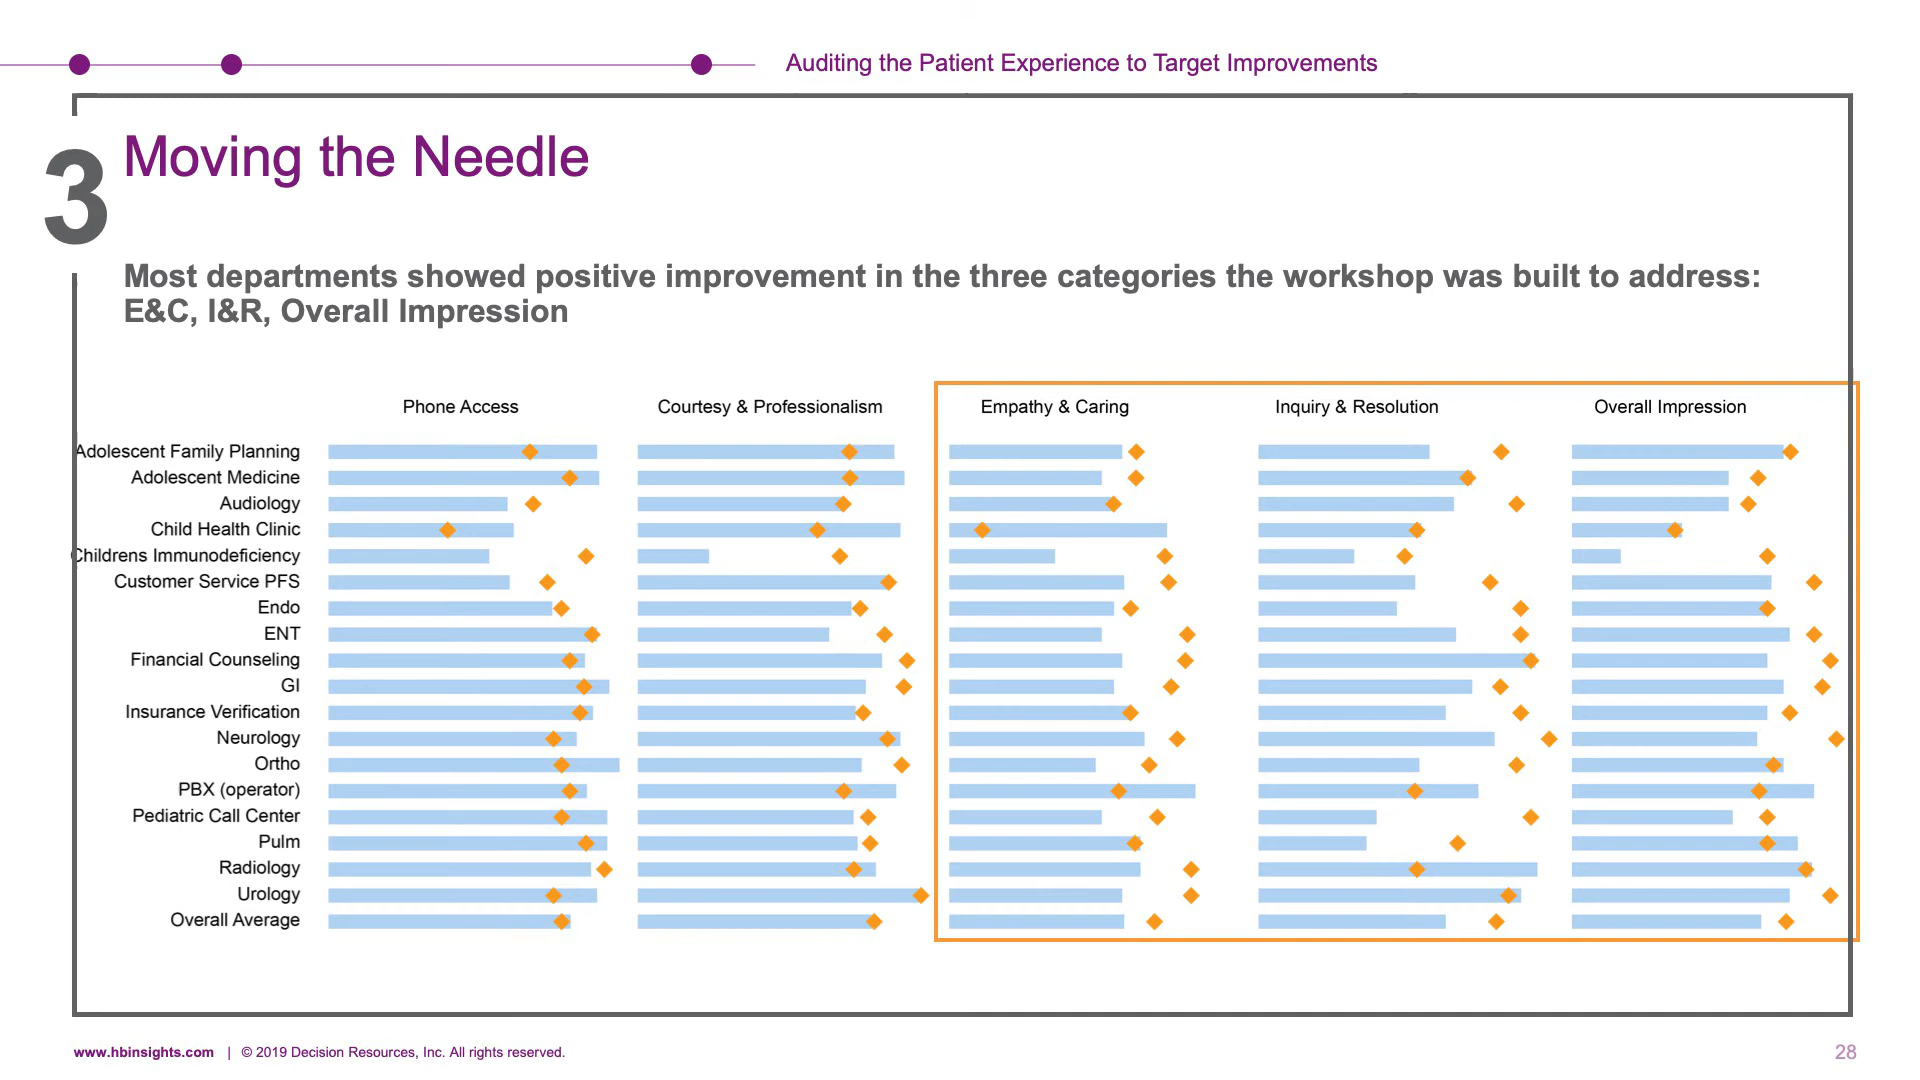 Auditing the Patient Experience to Target Improvements
3
Moving the Needle
Most departments showed positive improvement in the three categories the workshop was built to address:
E&C, I&R, Overall Impression
Phone Access Courtesy & Professionalism Empathy & Caring Inquiry & Resolution Overall Impression
Adolescent Family Planning
Adolescent Medicine
Audiology
Child Health Clinic
Childrens Immunodeficiency
Customer Service PFS
Endo
ENT
Financial Counseling
GI
Insurance Verification
Neurology
Ortho
PBX (operator)
Pediatric Call Center
Pulm
Radiology
Urology
Overall Average
www.hbinsights.com | © 2019 Decision Resources, Inc. All rights reserved.
28